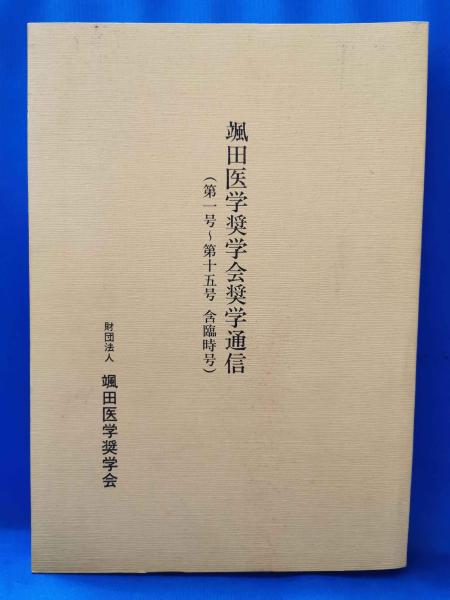 颯田医学奨学会奨学通信
(第一号~第十五号 含臨時号)
財団法人 颯田医学奨学会